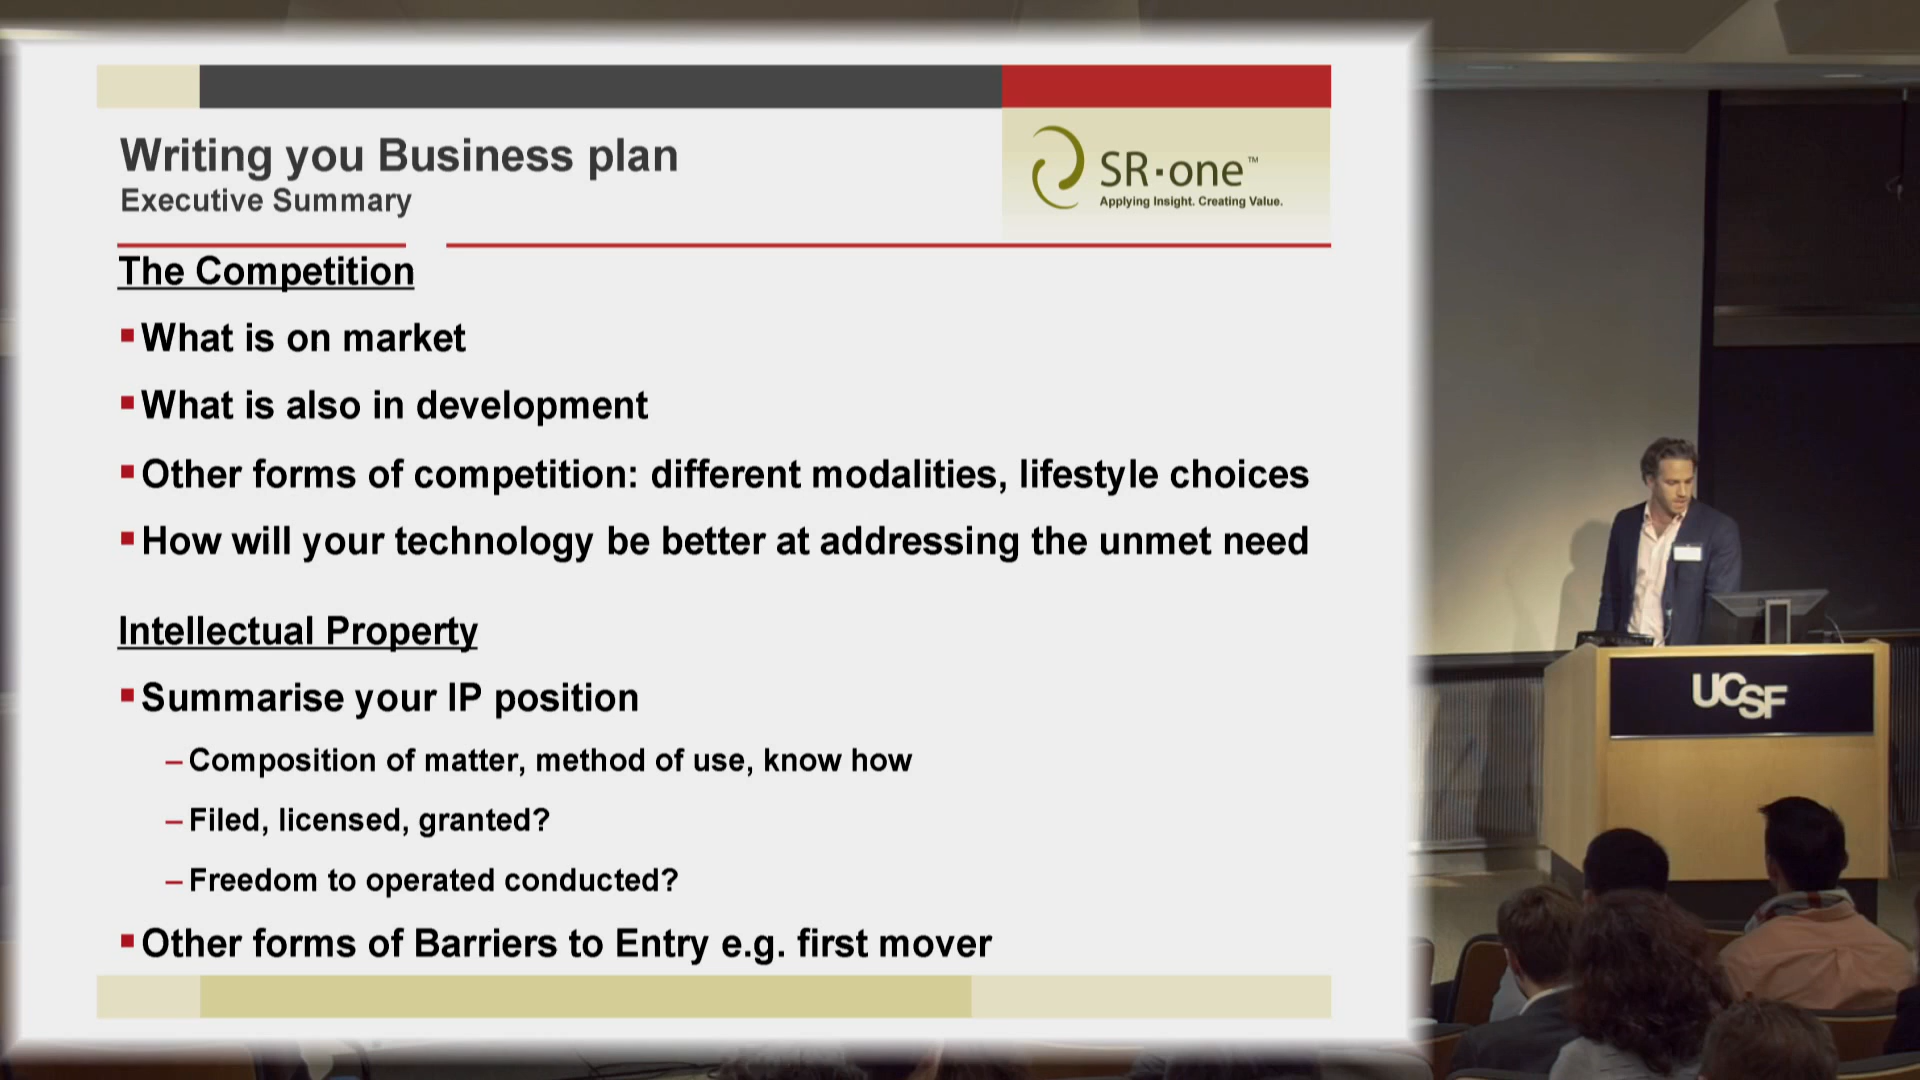 Writing you Business plan
Executive Summary
SR·one™
Applying Insight. Creating Value.
The Competition
What is on market
What is also in development
Other forms of competition: different modalities, lifestyle choices
How will your technology be better at addressing the unmet need
Intellectual Property
Summarise your IP position
– Composition of matter, method of use, know how
– Filed, licensed, granted?
– Freedom to operated conducted?
Other forms of Barriers to Entry e.g. first mover
UCSF